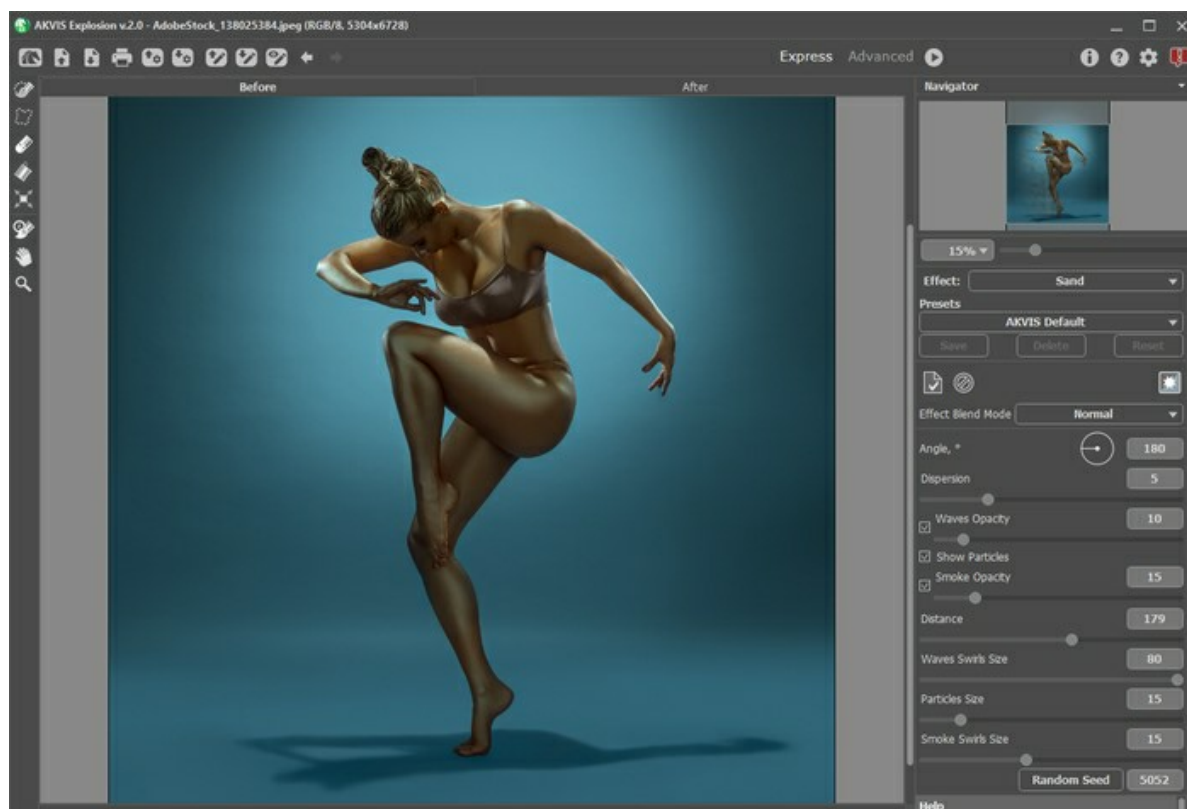 AKVIS Explosion v.2.0 - AdobeStock_138025384.jpeg (RGB/8, 5304x6728)
Express Advanced
Before After
Navigator
15%
Effect: Sand
Presets
AKVIS Default
Save Delete Reset
Effect Blend Mode Normal
Angle, ° 180
Dispersion 5
Waves Opacity 10
Show Particles
Smoke Opacity 15
Distance 179
Waves Swirls Size 80
Particles Size 15
Smoke Swirls Size 15
Random Seed 5052
Help